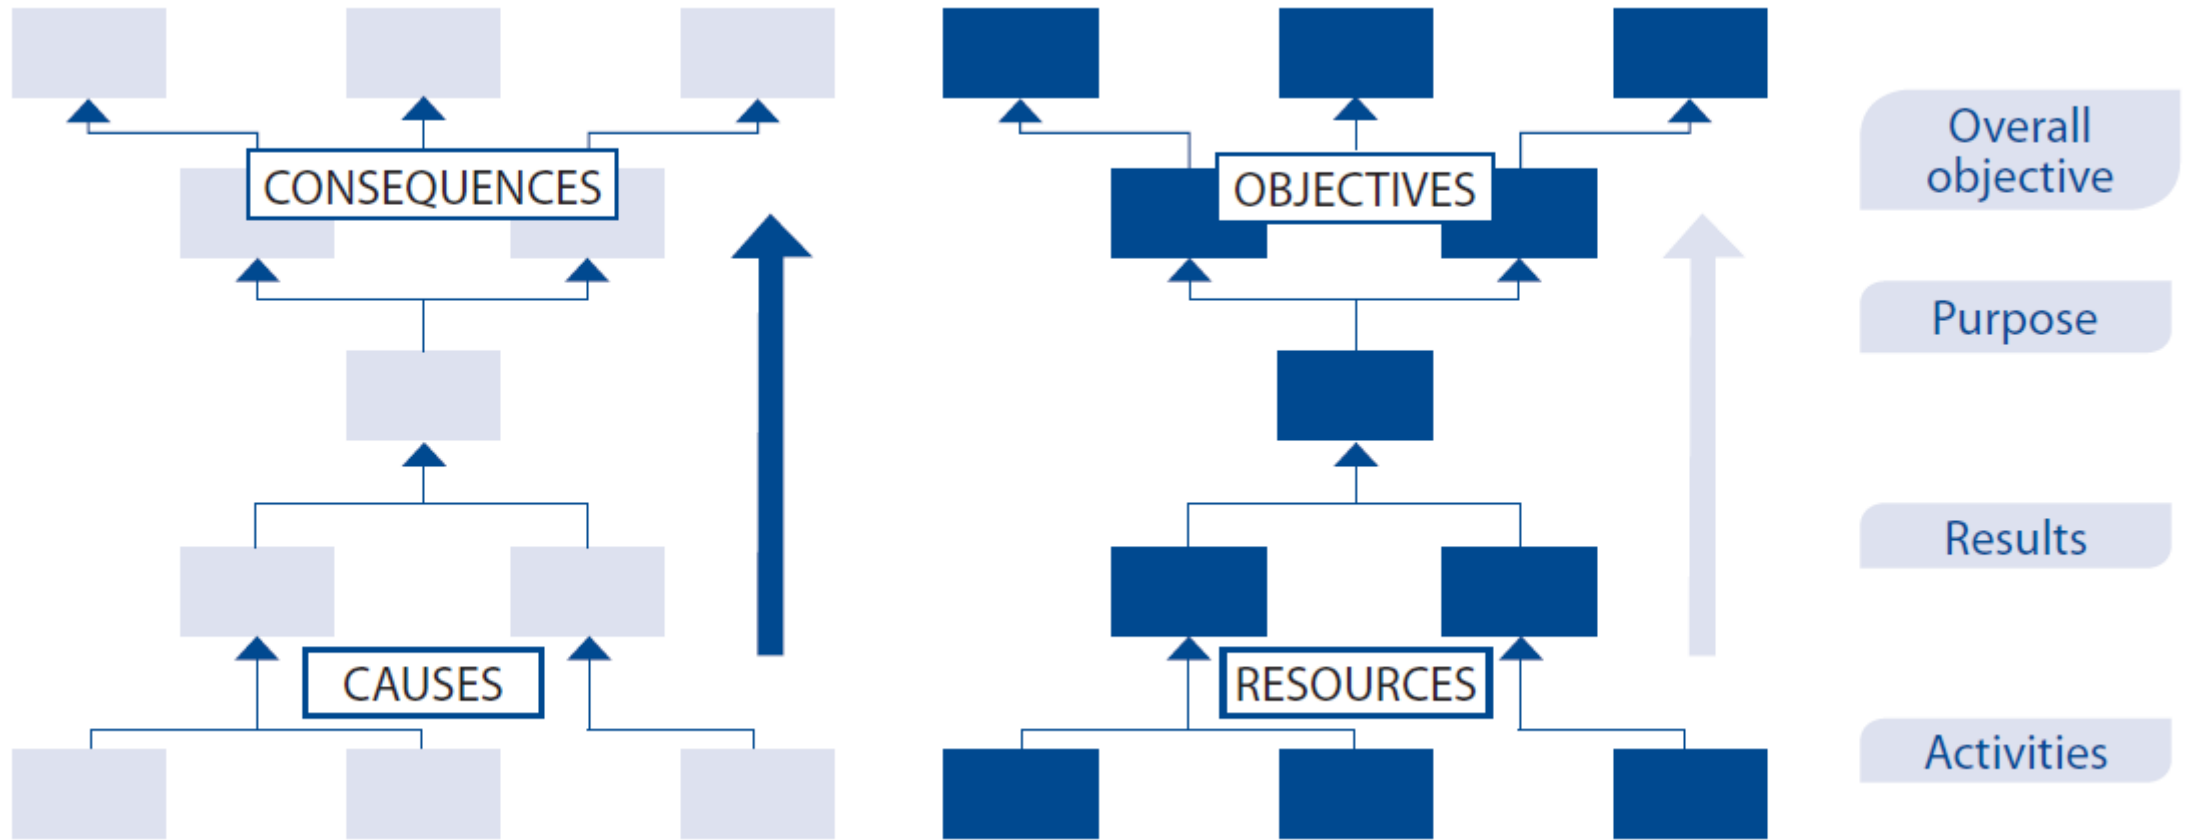 CONSEQUENCES
OBJECTIVES
Overall
objective
Purpose
Results
CAUSES
RESOURCES
Activities